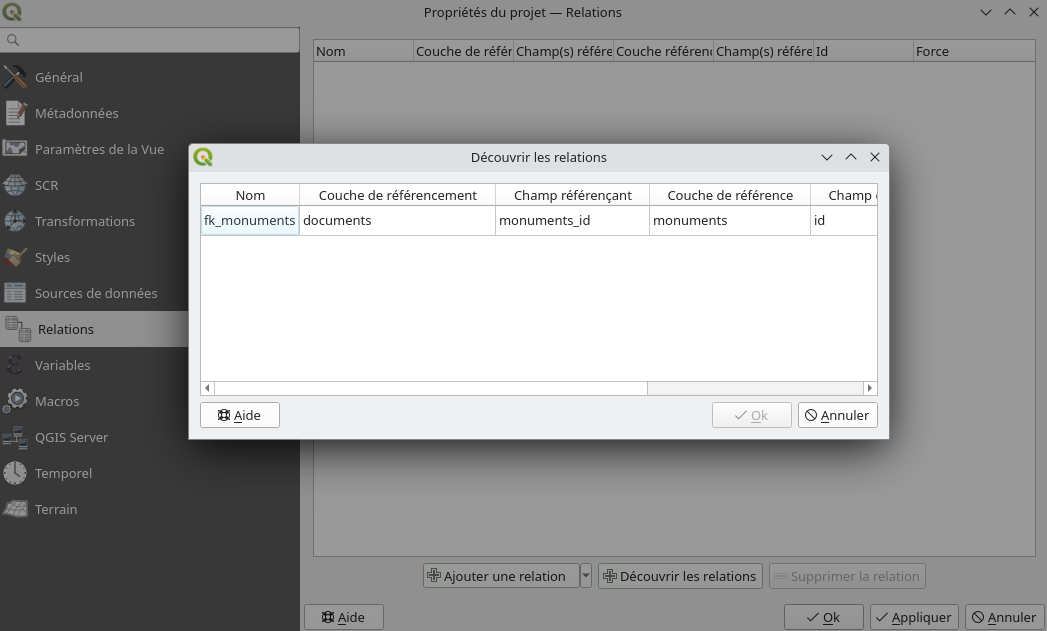 Propriétés du projet — Relations
Nom Couche de référ Champ(s) référe Couche référenc Champ(s) référe Id Force
Général
Métadonnées
Paramètres de la Vue
SCR
Transformations
Styles
Sources de données
Relations
Variables
Macros
QGIS Server
Temporel
Terrain
Découvrir les relations
Nom Couche de référencement Champ référençant Couche de référence Champ
fk_monuments documents monuments_id monuments id
Aide Ok Annuler
Ajouter une relation Découvrir les relations Supprimer la relation
Aide Ok Appliquer Annuler